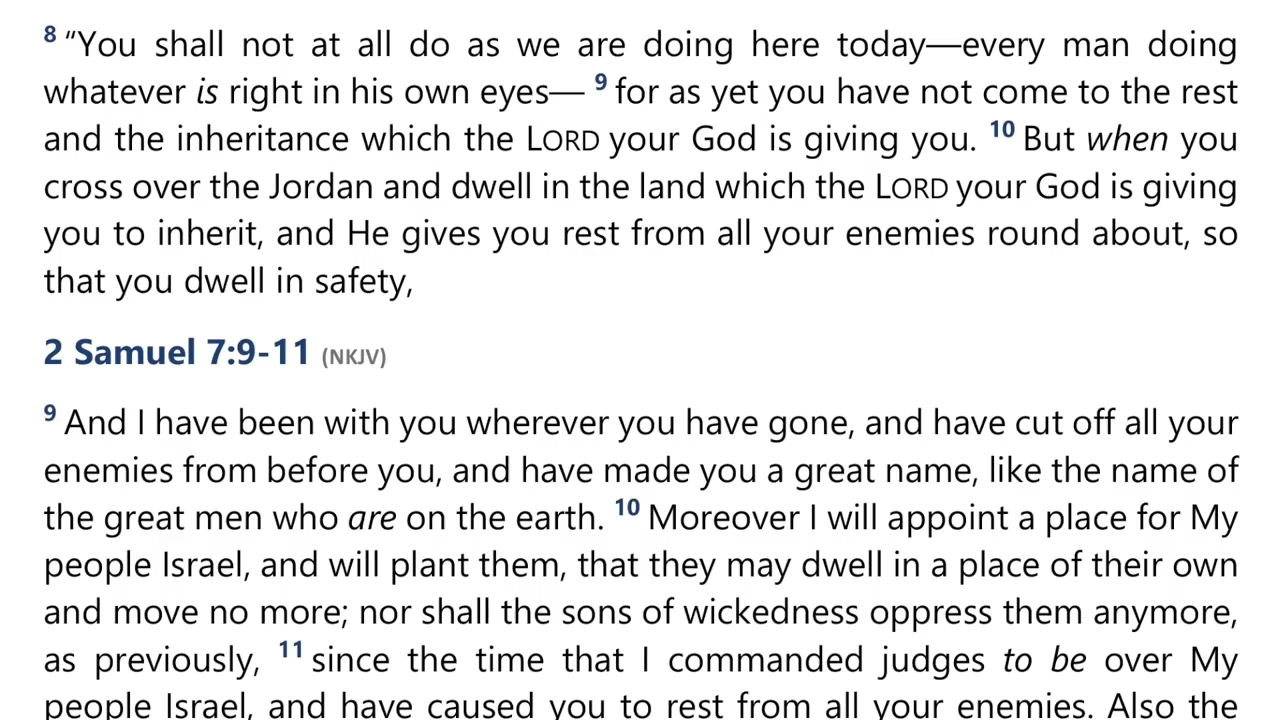 8 “You shall not at all do as we are doing here today—every man doing
whatever is right in his own eyes— 9 for as yet you have not come to the rest
and the inheritance which the LORD your God is giving you. 10 But when you
cross over the Jordan and dwell in the land which the LORD your God is giving
you to inherit, and He gives you rest from all your enemies round about, so
that you dwell in safety,
2 Samuel 7:9-11 (NKJV)
9 And I have been with you wherever you have gone, and have cut off all your
enemies from before you, and have made you a great name, like the name of
the great men who are on the earth. 10 Moreover I will appoint a place for My
people Israel, and will plant them, that they may dwell in a place of their own
and move no more; nor shall the sons of wickedness oppress them anymore,
as previously, 11 since the time that I commanded judges to be over My
people Israel, and have caused you to rest from all your enemies. Also the